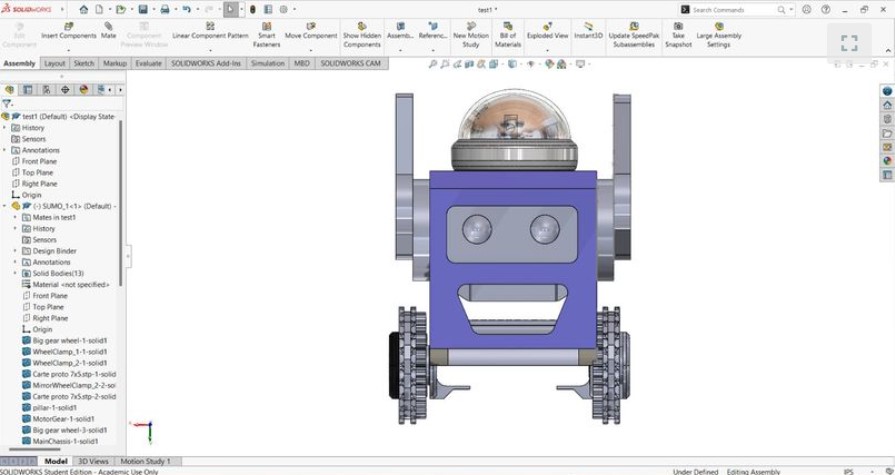 SOLIDWORKS
test1 *
Search Commands
Edit Component
Insert Components
Mate
Component Preview Window
Linear Component Pattern
Smart Fasteners
Move Component
Show Hidden Components
Assemb...
Referenc...
New Motion Study
Bill of Materials
Exploded View
Instant3D
Update SpeedPak Subassemblies
Take Snapshot
Large Assembly Settings
Assembly Layout Sketch Markup Evaluate SOLIDWORKS Add-Ins Simulation MBD SOLIDWORKS CAM
test1 (Default) <Display State
History
Sensors
Annotations
Front Plane
Top Plane
Right Plane
Origin
(-) SUMO_1<1> (Default) -
Mates in test1
History
Sensors
Design Binder
Annotations
Solid Bodies(13)
Material <not specified>
Front Plane
Top Plane
Right Plane
Origin
Big gear wheel-1-solid1
WheelClamp_1-1-solid1
WheelClamp_2-1-solid1
Carte proto 7x5.stp-1-solid
MirrorWheelClamp_2-2-sol
Carte proto 7x5.stp-2-solid
pillar-1-solid1
MotorGear-1-solid1
Big gear wheel-3-solid1
MainChassis-1-solid1
Model 3D Views Motion Study 1
SOLIDWORKS Student Edition - Academic Use Only
Under Defined Editing Assembly IPS